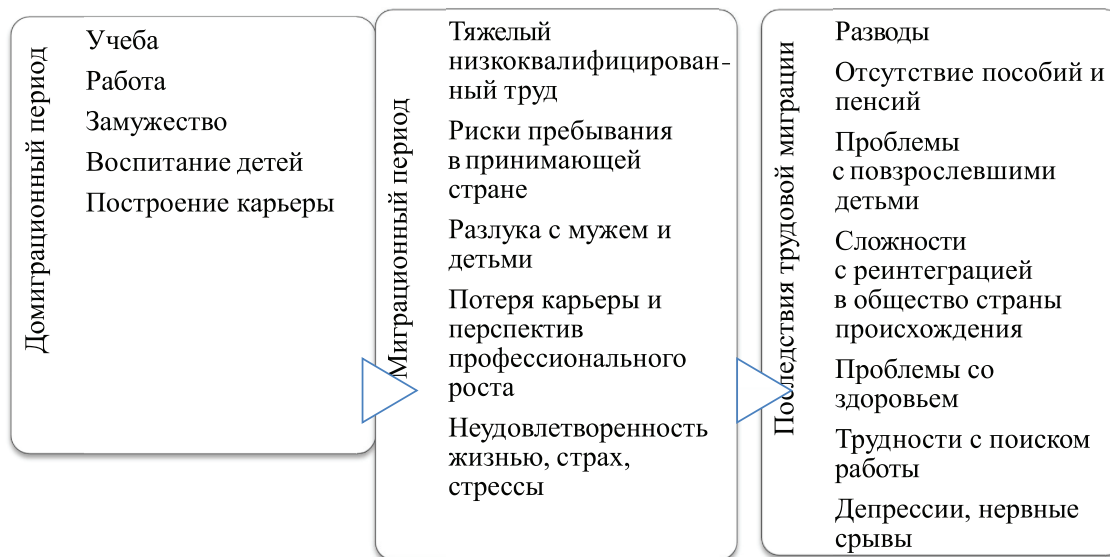 Домиграционный период
Учеба
Работа
Замужество
Воспитание детей
Построение карьеры
Миграционный период
Тяжелый
низкоквалифицирован-
ный труд
Риски пребывания
в принимающей
стране
Разлука с мужем и
детьми
Потеря карьеры и
перспектив
профессионального
роста
Неудовлетворенность
жизнью, страх,
стрессы
Последствия трудовой миграции
Разводы
Отсутствие пособий и
пенсий
Проблемы
с повзрослевшими
детьми
Сложности
с реинтеграцией
в общество страны
происхождения
Проблемы со
здоровьем
Трудности с поиском
работы
Депрессии, нервные
срывы